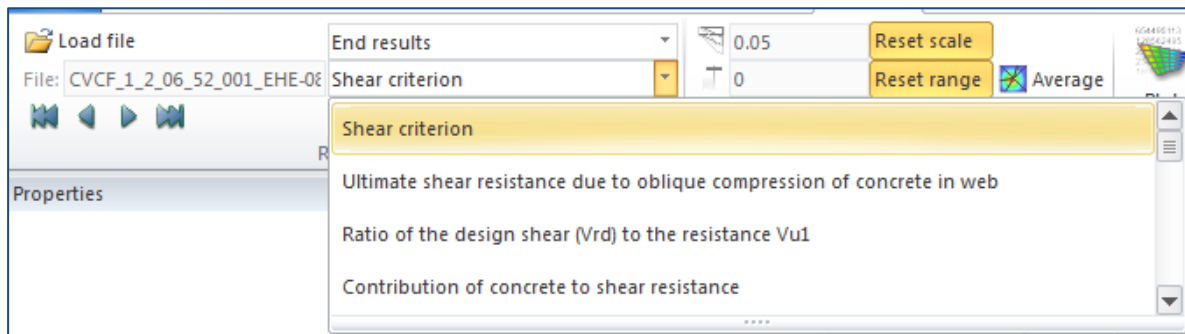 Load file
End results
0.05
Reset scale
File: CVCF_1_2_06_52_001_EHE-08
Shear criterion
0
Reset range
Average
Shear criterion
Ultimate shear resistance due to oblique compression of concrete in web
Properties
Ratio of the design shear (Vrd) to the resistance Vu1
Contribution of concrete to shear resistance